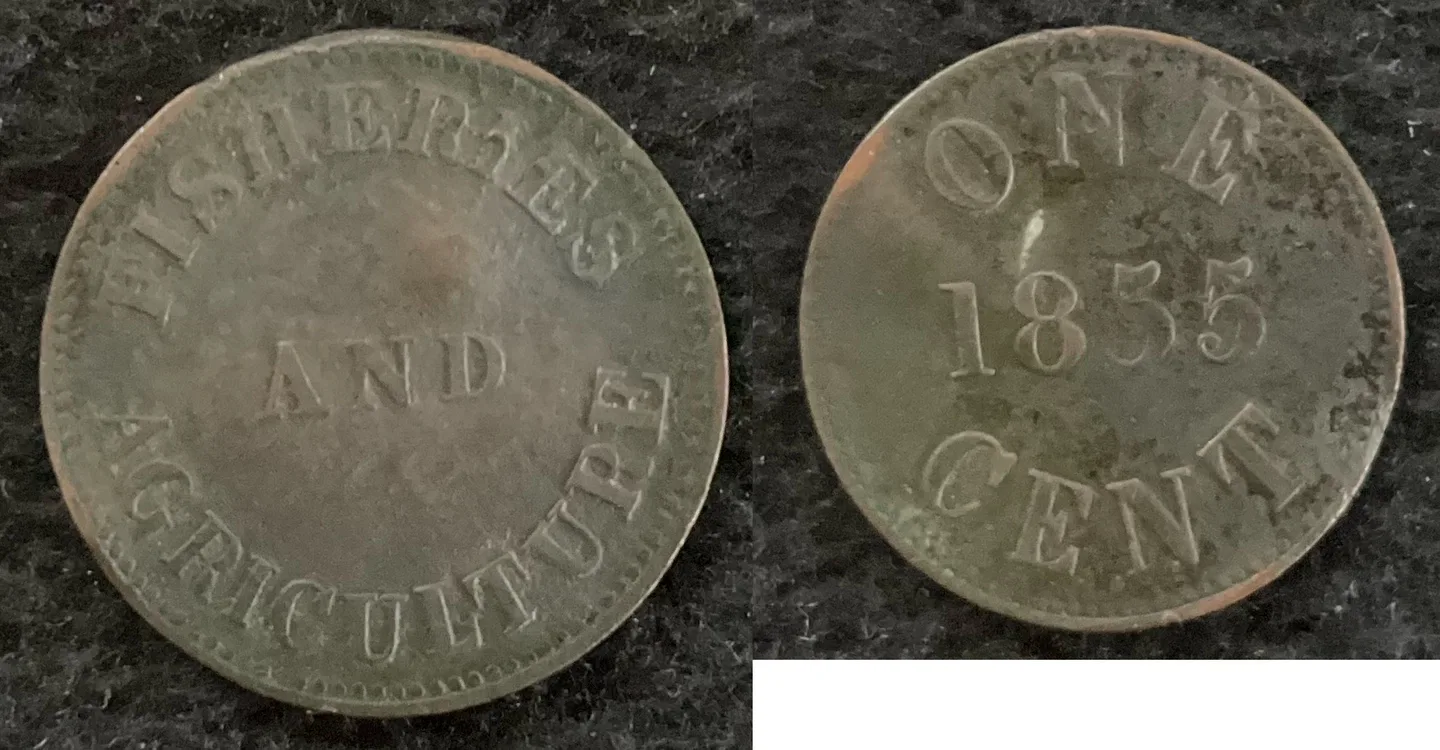 FISHERIES
AND
AGRICULTURE
ONE
1855
CENT